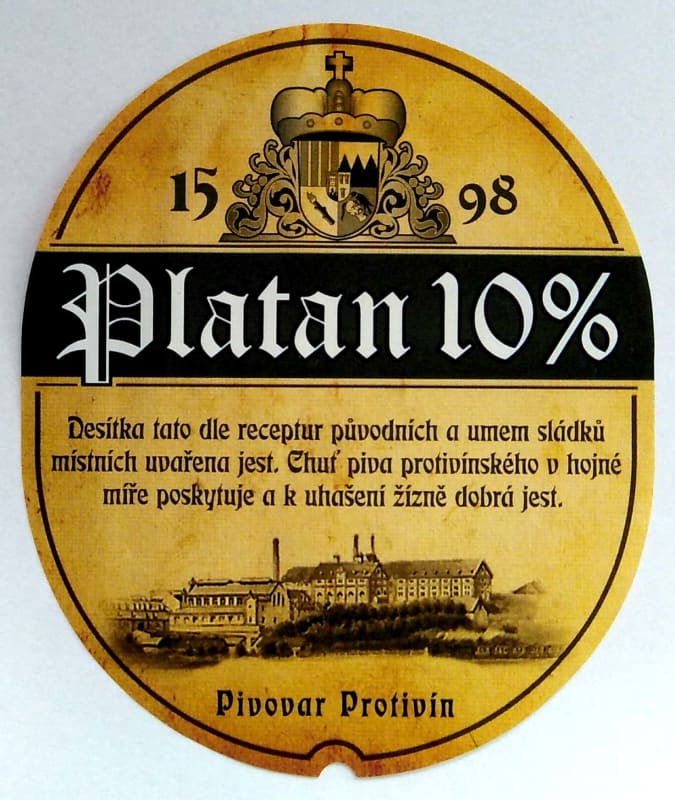 15 98
Platan 10%
Desítka tato dle receptur původních a umem sládků
místních uvařena jest. Chuť piva protivínského v hojné
míře poskytuje a k uhašení žízně dobrá jest.
Pivovar Protivín